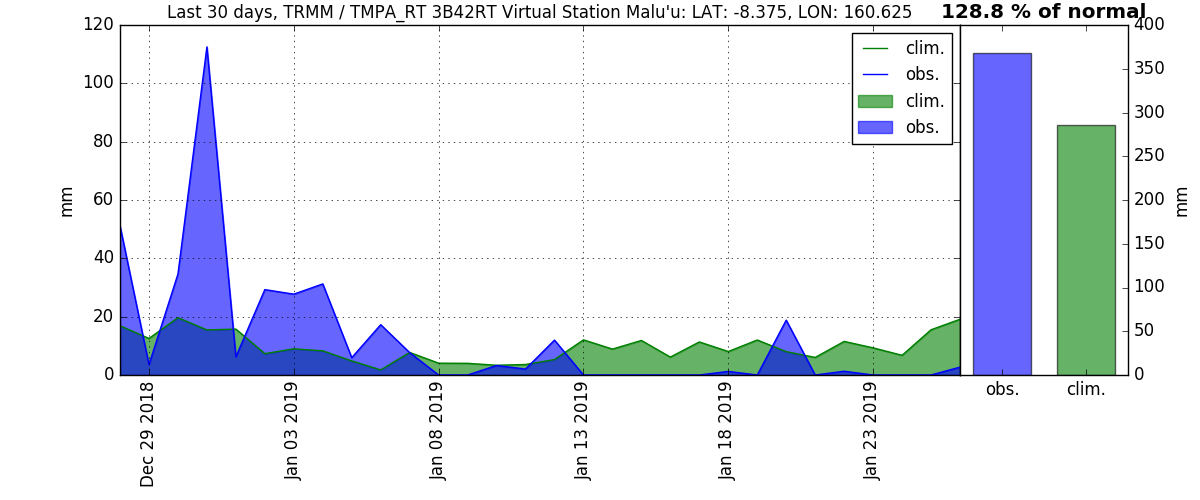 Last 30 days, TRMM / TMPA_RT 3B42RT Virtual Station Malu'u: LAT: -8.375, LON: 160.625
128.8 % of normal
120
100
80
60
40
20
0
mm
clim.
obs.
clim.
obs.
Dec 29 2018
Jan 03 2019
Jan 08 2019
Jan 13 2019
Jan 18 2019
Jan 23 2019
400
350
300
250
200
150
100
50
0
mm
obs.
clim.